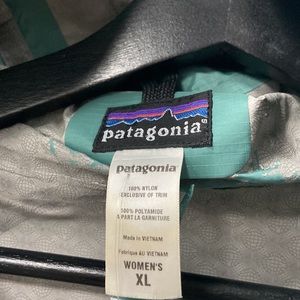 patagonia®
patagonia
100% NYLON
EXCLUSIVE OF TRIM
100% POLYAMIDE
A PART LA GARNITURE
Made in VIETNAM
Fabrique AU VIETNAM
WOMEN'S
XL